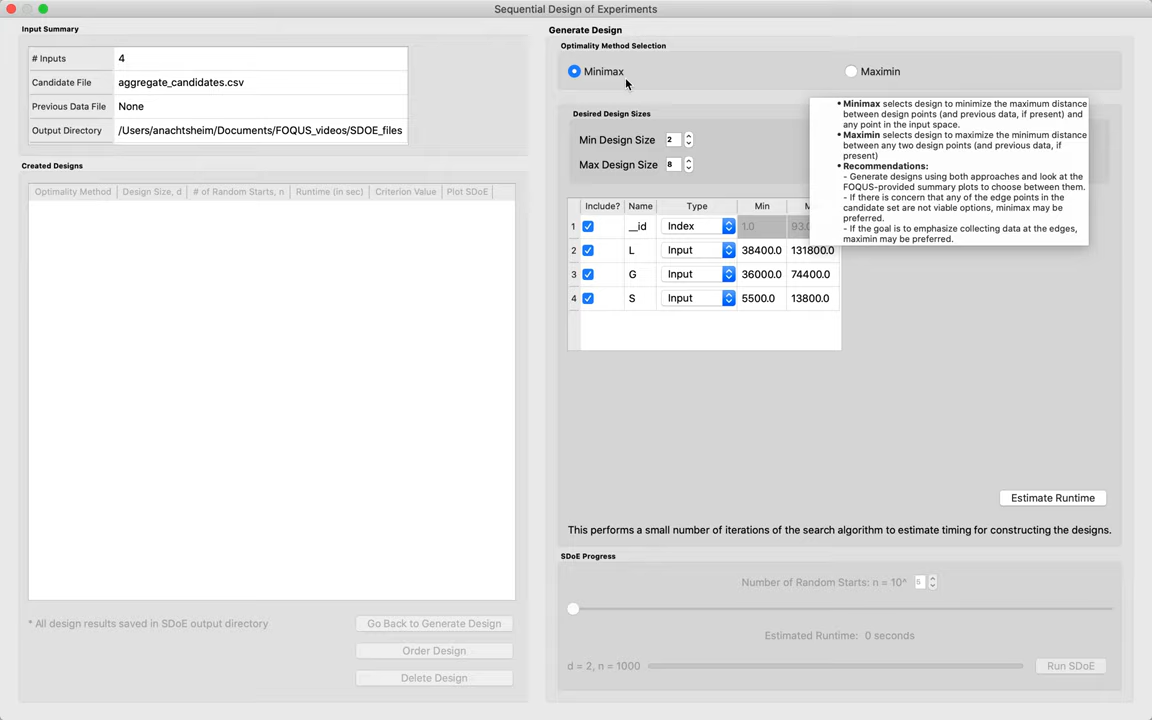 Sequential Design of Experiments
Input Summary
# Inputs 4
Candidate File aggregate_candidates.csv
Previous Data File None
Output Directory /Users/anachtsheim/Documents/FOQUS_videos/SDOE_files
Created Designs
Optimality Method Design Size, d # of Random Starts, n Runtime (in sec) Criterion Value Plot SDoE
* All design results saved in SDoE output directory
Go Back to Generate Design
Order Design
Delete Design
Generate Design
Optimality Method Selection
Minimax Maximin
• Minimax selects design to minimize the maximum distance
between design points (and previous data, if present) and
any point in the input space.
• Maximin selects design to maximize the minimum distance
between any two design points (and previous data, if
present)
• Recommendations:
- Generate designs using both approaches and look at the
FOQUS-provided summary plots to choose between them.
- If there is concern that any of the edge points in the
candidate set are not viable options, minimax may be
preferred.
- If the goal is to emphasize collecting data at the edges,
maximin may be preferred.
Desired Design Sizes
Min Design Size 2
Max Design Size 8
Include? Name Type Min
1 __id Index 1.0 93.0
2 L Input 38400.0 131800.0
3 G Input 36000.0 74400.0
4 S Input 5500.0 13800.0
Estimate Runtime
This performs a small number of iterations of the search algorithm to estimate timing for constructing the designs.
SDoE Progress
Number of Random Starts: n = 10^ 5
Estimated Runtime: 0 seconds
d = 2, n = 1000 Run SDoE